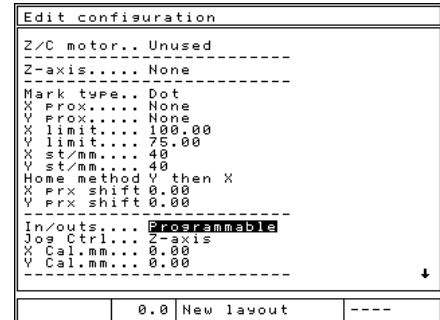 Edit configuration
Z/C motor.. Unused
--------------------
Z-axis..... None
--------------------
Mark type.. Dot
X prox..... None
Y prox..... None
X limit.... 100.00
Y limit.... 75.00
X st/mm.... 40
Y st/mm.... 40
Home method Y then X
X prx shift 0.00
Y prx shift 0.00
--------------------
In/outs.... Programmable
Jog Ctrl... Z-axis
X Cal.mm... 0.00
Y Cal.mm... 0.00
--------------------
0.0 New layout ----